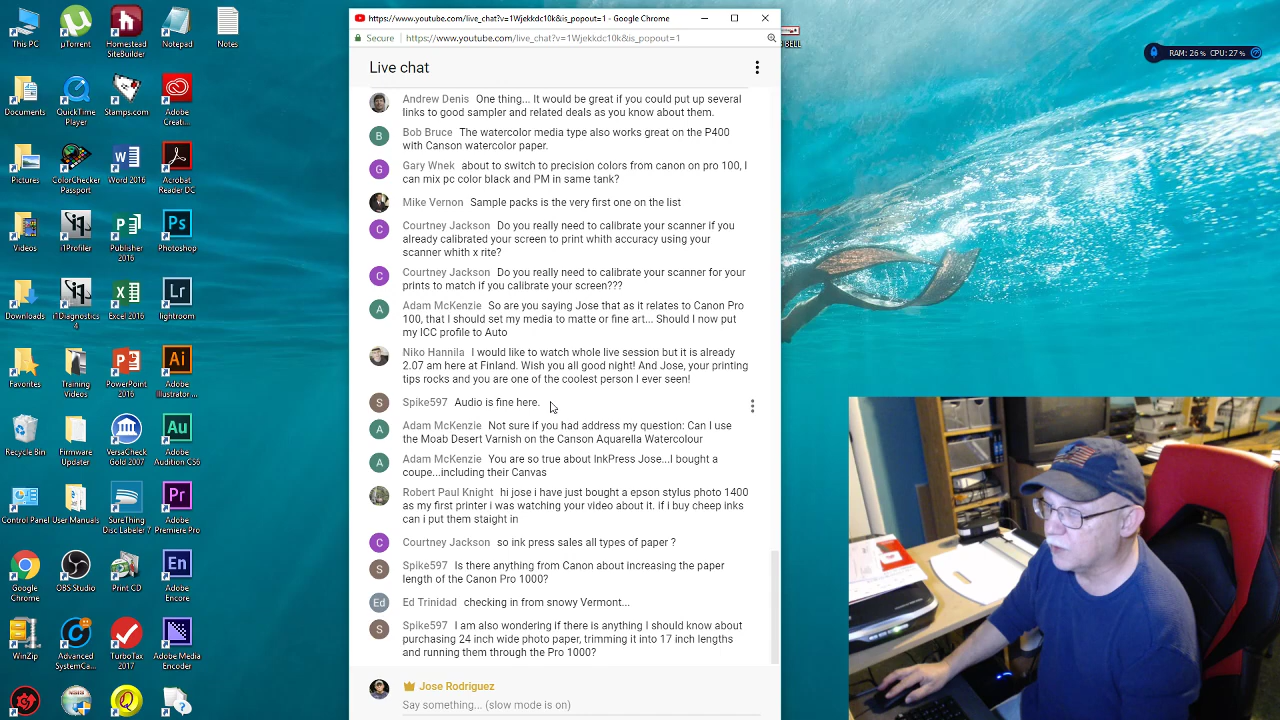 https://www.youtube.com/live_chat?v=1Wjekkdc10k&is_popout=1 - Google Chrome
Secure
https://www.youtube.com/live_chat?v=1Wjekkdc10k&is_popout=1
BELL
RAM: 26 % CPU: 27 %
This PC
µTorrent
Homestead
SiteBuilder
Notepad
Notes
Documents
QuickTime
Player
Stamps.com
Adobe
Creati...
Pictures
ColorChecker
Passport
Word 2016
Acrobat
Reader DC
Videos
i1Profiler
Publisher
2016
Photoshop
Downloads
i1Diagnostics
4
Excel 2016
lightroom
Favorites
Training
Videos
PowerPoint
2016
Adobe
Illustrator ...
Recycle Bin
Firmware
Updater
VersaCheck
Gold 2007
Adobe
Audition CS6
Control Panel
User Manuals
SureThing
Disc Labeler 7
Adobe
Premiere Pro
Google
Chrome
OBS Studio
Print CD
Adobe
Encore
WinZip
Advanced
SystemCa...
TurboTax
2017
Adobe Media
Encoder
Live chat
Andrew Denis One thing... It would be great if you could put up several
links to good sampler and related deals as you know about them.
Bob Bruce The watercolor media type also works great on the P400
with Canson watercolor paper.
Gary Wnek about to switch to precision colors from canon on pro 100, I
can mix pc color black and PM in same tank?
Mike Vernon Sample packs is the very first one on the list
Courtney Jackson Do you really need to calibrate your scanner if you
already calibrated your screen to print whith accuracy using your
scanner whith x rite?
Courtney Jackson Do you really need to calibrate your scanner for your
prints to match if you calibrate your screen???
Adam McKenzie So are you saying Jose that as it relates to Canon Pro
100, that I should set my media to matte or fine art... Should I now put
my ICC profile to Auto
Niko Hannila I would like to watch whole live session but it is already
2.07 am here at Finland. Wish you all good night! And Jose, your printing
tips rocks and you are one of the coolest person I ever seen!
Spike597 Audio is fine here.
Adam McKenzie Not sure if you had address my question: Can I use
the Moab Desert Varnish on the Canson Aquarella Watercolour
Adam McKenzie You are so true about InkPress Jose...I bought a
coupe...including their Canvas
Robert Paul Knight hi jose i have just bought a epson stylus photo 1400
as my first printer i was watching your video about it. if i buy cheep inks
can i put them staight in
Courtney Jackson so ink press sales all types of paper ?
Spike597 Is there anything from Canon about increasing the paper
length of the Canon Pro 1000?
Ed Trinidad checking in from snowy Vermont...
Spike597 I am also wondering if there is anything I should know about
purchasing 24 inch wide photo paper, trimming it into 17 inch lengths
and running them through the Pro 1000?
Jose Rodriguez
Say something... (slow mode is on)